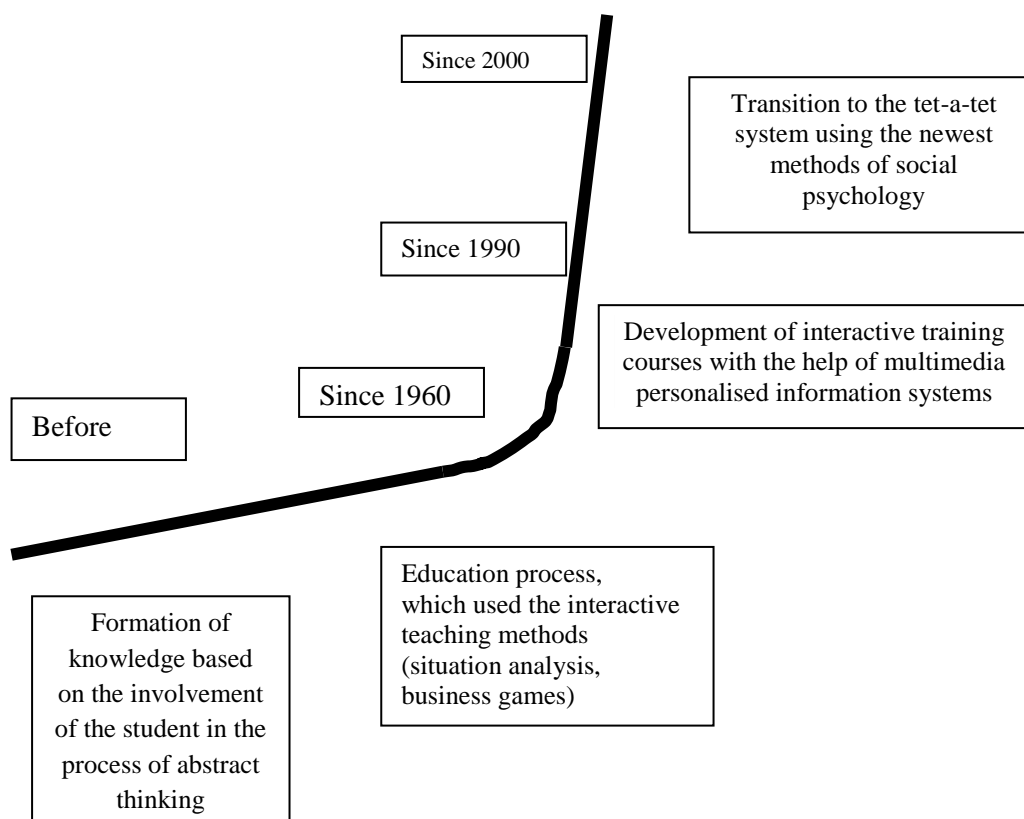 Since 2000
Transition to the tet-a-tet
system using the newest
methods of social
psychology
Since 1990
Development of interactive training
courses with the help of multimedia
personalised information systems
Since 1960
Before
Education process,
which used the interactive
teaching methods
(situation analysis,
business games)
Formation of
knowledge based
on the involvement
of the student in the
process of abstract
thinking